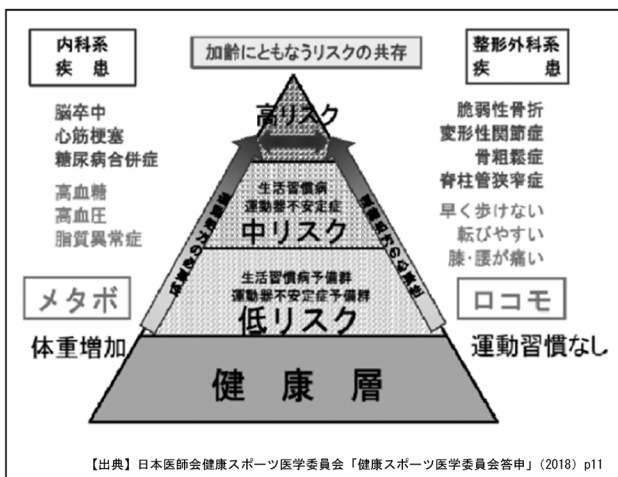 加齢にともなうリスクの共存
内科系
疾患
脳卒中
心筋梗塞
糖尿病合併症
高血糖
高血圧
脂質異常症
メタボ
体重増加
整形外科系
疾患
脆弱性骨折
変形性関節症
骨粗鬆症
脊柱管狭窄症
早く歩けない
転びやすい
膝・腰が痛い
ロコモ
運動習慣なし
高リスク
生活習慣病
運動器不安定症
中リスク
生活習慣病予備群
運動器不安定症予備群
低リスク
健康層
【出典】日本医師会健康スポーツ医学委員会「健康スポーツ医学委員会答申」(2018) p11